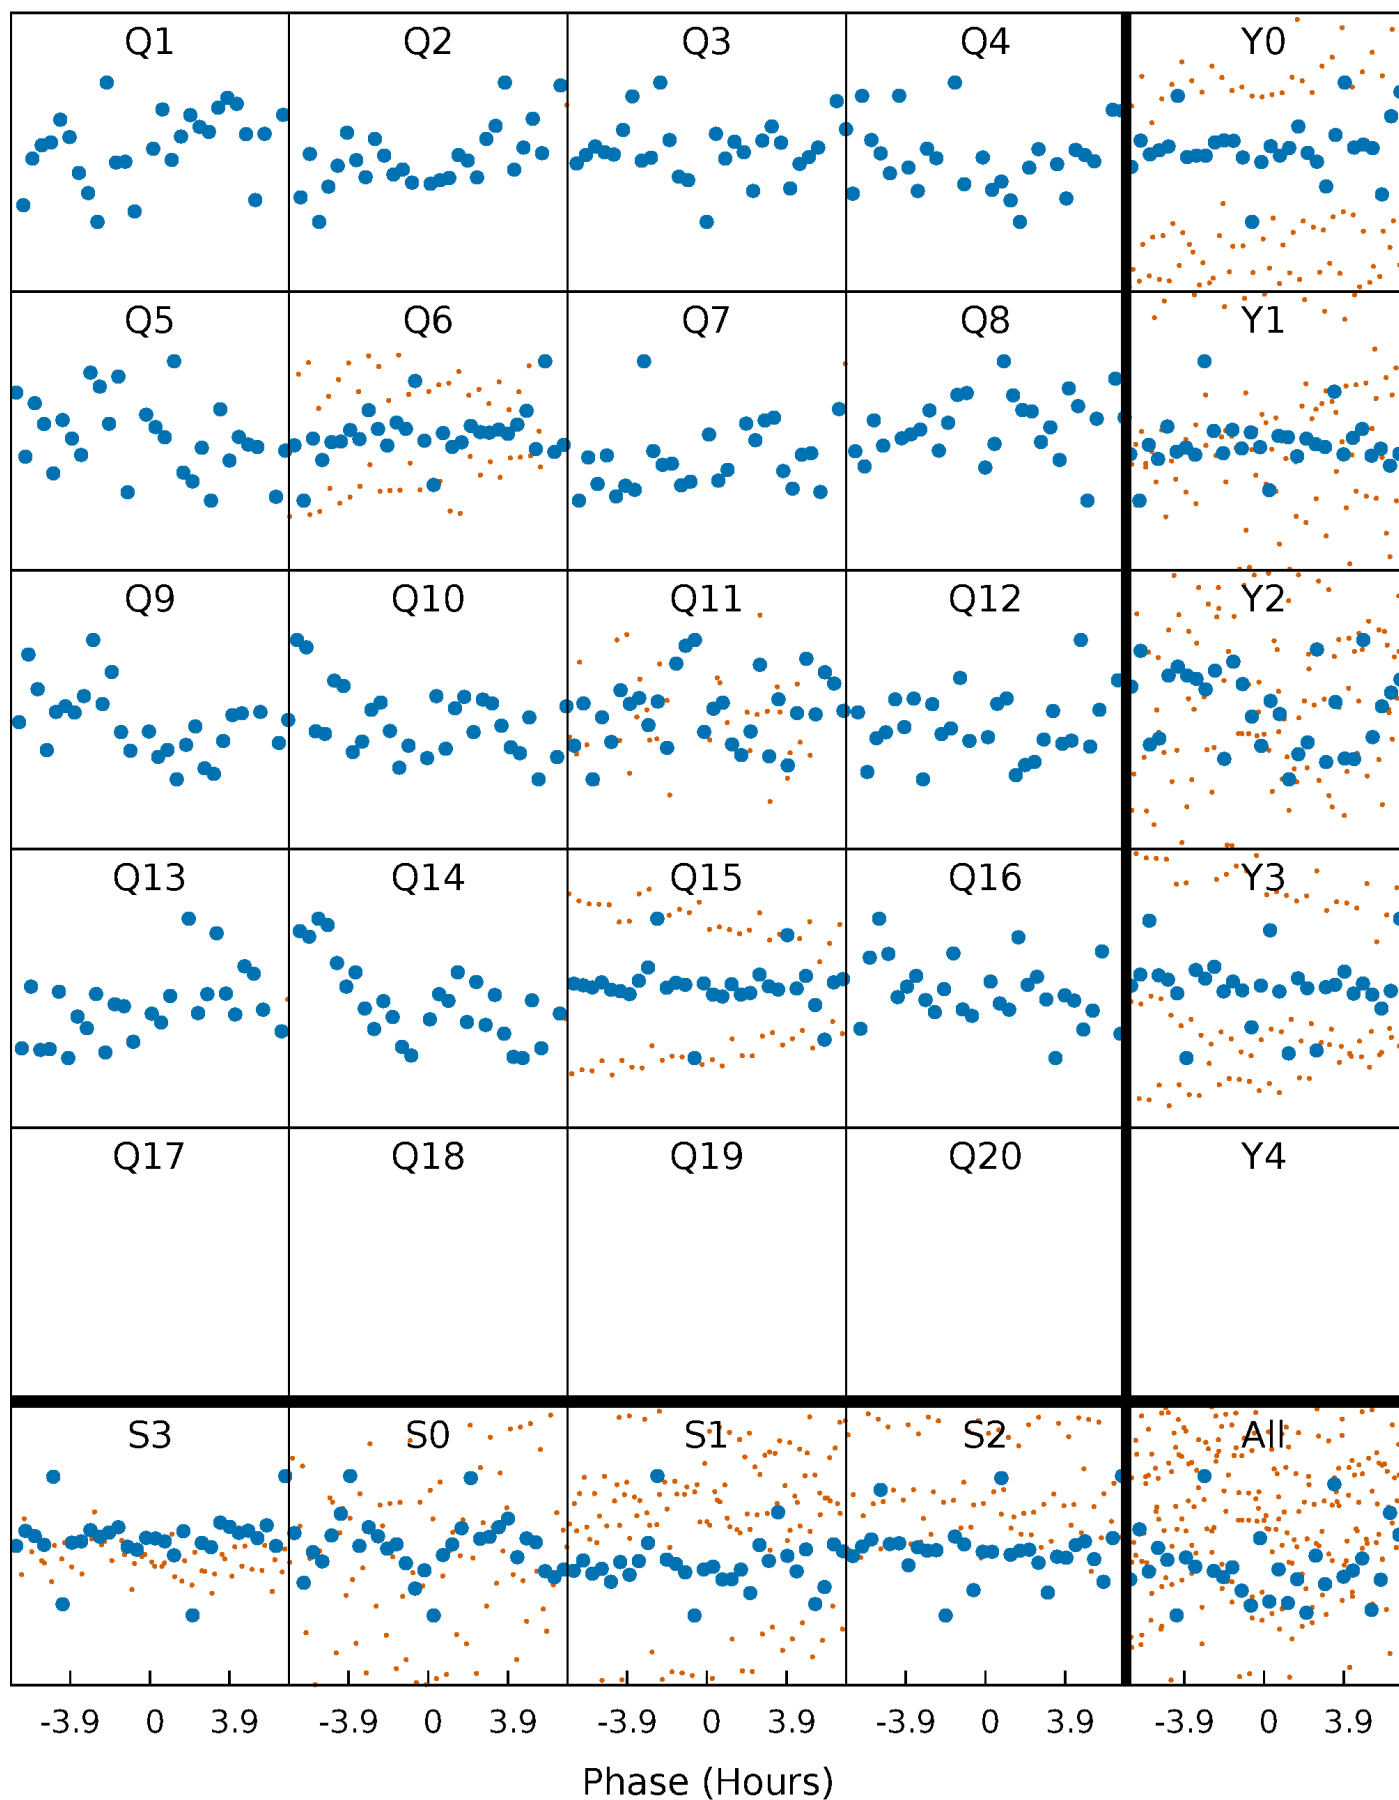 Q1 Q2 Q3 Q4 Y0
Q5 Q6 Q7 Q8 Y1
Q9 Q10 Q11 Q12 Y2
Q13 Q14 Q15 Q16 Y3
Q17 Q18 Q19 Q20 Y4
S3 S0 S1 S2 All
-3.9 0 3.9 -3.9 0 3.9 -3.9 0 3.9 -3.9 0 3.9 -3.9 0 3.9
Phase (Hours)